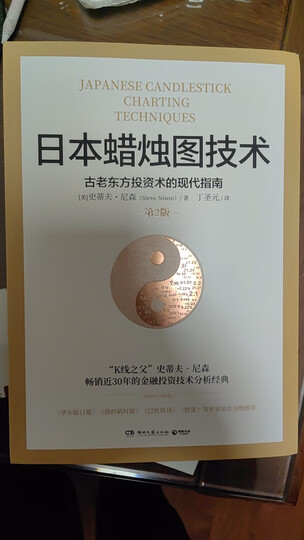 JAPANESE CANDLESTICK
CHARTING
TECHNIQUES
日本蜡烛图技术
古老东方投资术的现代指南
[美]史蒂夫·尼森(Steve Nison)/著 丁圣元/译
第2版
“K线之父”史蒂夫·尼森
畅销近30年的金融投资技术分析经典